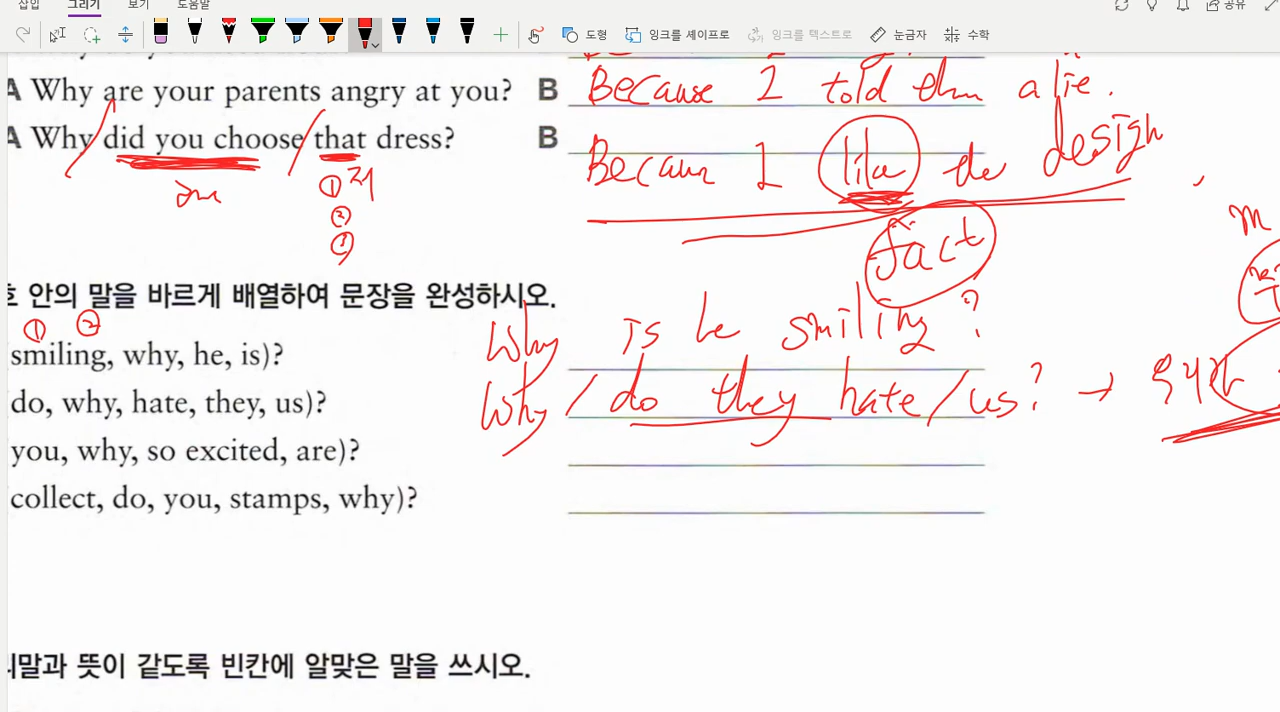 삽입 그리기 보기 도움말 공유
도형 잉크를 셰이프로 잉크를 텍스트로 눈금자 수학
A Why are your parents angry at you? B Because I told them a lie.
A Why did you choose that dress? B Because I like the design
① 저
②
③
fact
호 안의 말을 바르게 배열하여 문장을 완성하시오.
① ②
smiling, why, he, is)? Why is he smiling?
do, why, hate, they, us)? Why / do they hate / us? →
you, why, so excited, are)?
collect, do, you, stamps, why)?
리말과 뜻이 같도록 빈칸에 알맞은 말을 쓰시오.